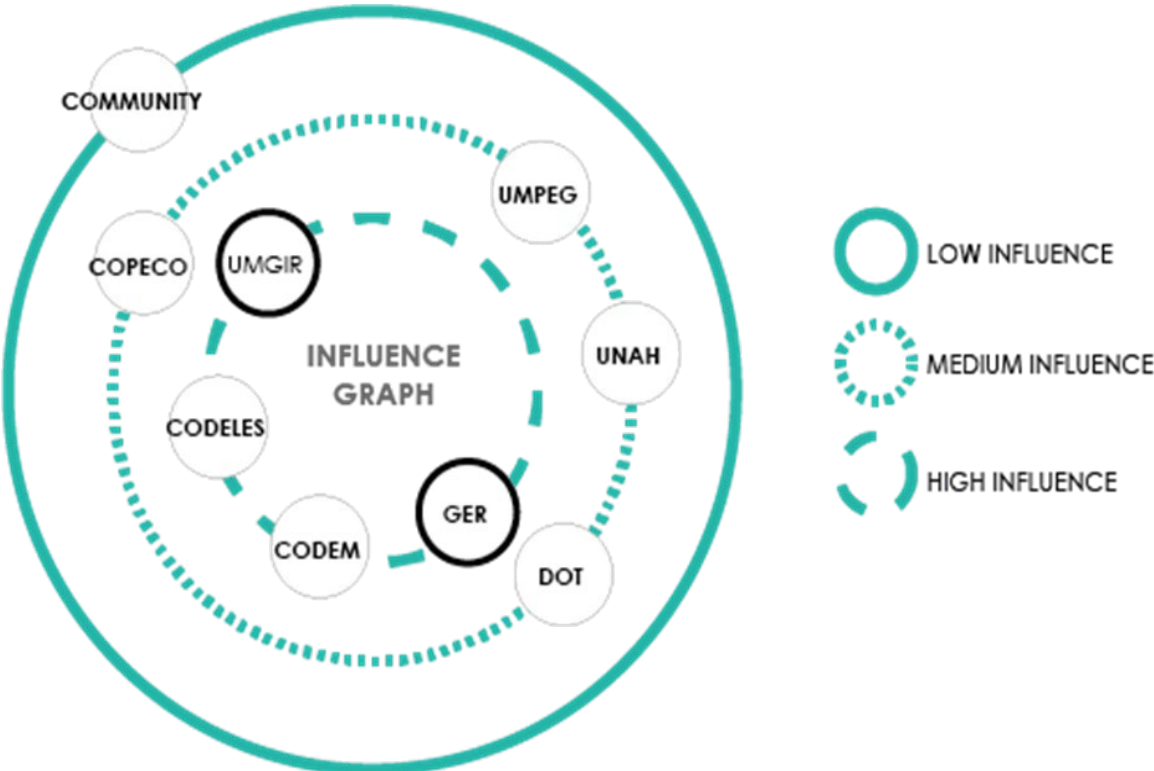 COMMUNITY
UMPEG
COPECO
UMGIR
INFLUENCE
GRAPH
UNAH
CODELES
GER
CODEM
DOT
LOW INFLUENCE
MEDIUM INFLUENCE
HIGH INFLUENCE